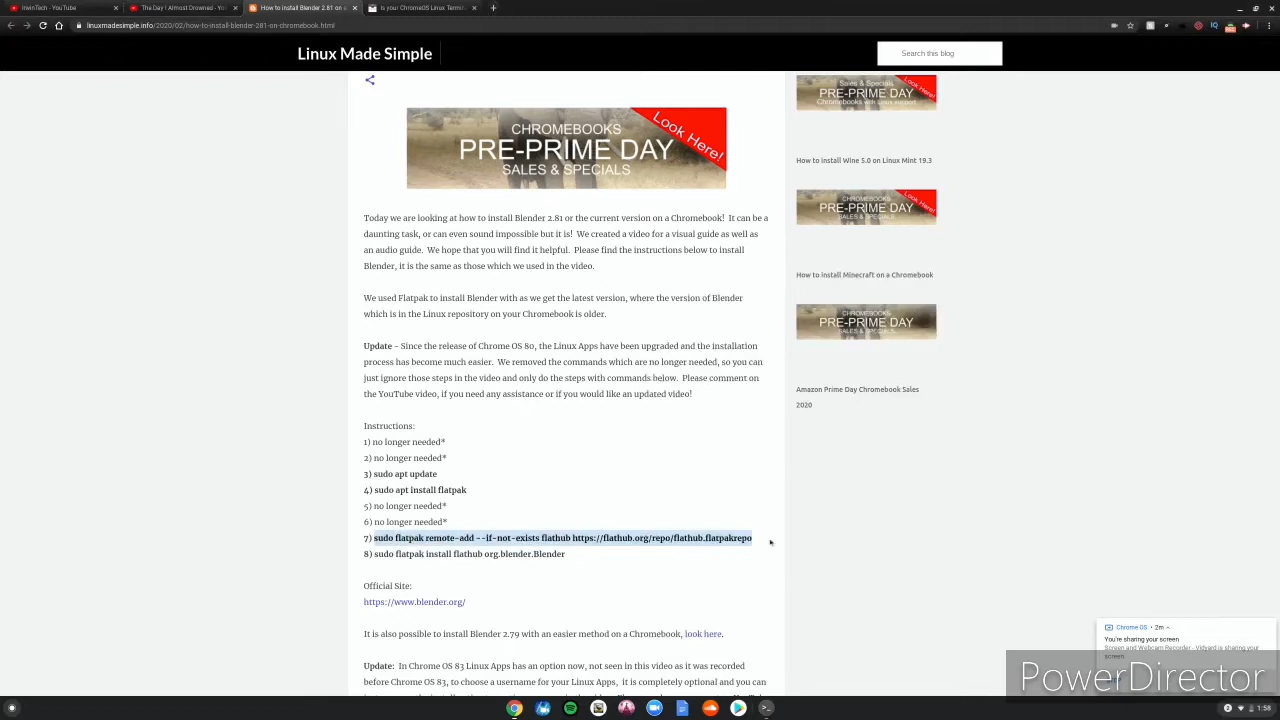 IrwinTech - YouTube
The Day I Almost Drowned - Yo
How to install Blender 2.81 on a
Is your ChromeOS Linux Termi
linuxmadesimple.info/2020/02/how-to-install-blender-281-on-chromebook.html
Linux Made Simple
Search this blog
Look Here!
CHROMEBOOKS
PRE-PRIME DAY
SALES & SPECIALS
Today we are looking at how to install Blender 2.81 or the current version on a Chromebook!  It can be a
daunting task, or can even sound impossible but it is!  We created a video for a visual guide as well as
an audio guide.  We hope that you will find it helpful.  Please find the instructions below to install
Blender, it is the same as those which we used in the video.
We used Flatpak to install Blender with as we get the latest version, where the version of Blender
which is in the Linux repository on your Chromebook is older.
Update - Since the release of Chrome OS 80, the Linux Apps have been upgraded and the installation
process has become much easier.  We removed the commands which are no longer needed, so you can
just ignore those steps in the video and only do the steps with commands below.  Please comment on
the YouTube video, if you need any assistance or if you would like an updated video!
Instructions:
1) no longer needed*
2) no longer needed*
3) sudo apt update
4) sudo apt install flatpak
5) no longer needed*
6) no longer needed*
7) sudo flatpak remote-add --if-not-exists flathub https://flathub.org/repo/flathub.flatpakrepo
8) sudo flatpak install flathub org.blender.Blender
Official Site:
https://www.blender.org/
It is also possible to install Blender 2.79 with an easier method on a Chromebook, look here.
Update:  In Chrome OS 83 Linux Apps has an option now, not seen in this video as it was recorded
before Chrome OS 83, to choose a username for your Linux Apps,  it is completely optional and you can
Look Here!
Sales & Specials
PRE-PRIME DAY
Chromebooks with Linux support
How to install Wine 5.0 on Linux Mint 19.3
Look Here!
CHROMEBOOKS
PRE-PRIME DAY
SALES & SPECIALS
How to install Minecraft on a Chromebook
CHROMEBOOKS
PRE-PRIME DAY
SALES & SPECIALS
Amazon Prime Day Chromebook Sales
2020
Chrome OS • 2m
You're sharing your screen
Screen and Webcam Recorder - Vidyard is sharing your
screen.
PowerDirector
1:58